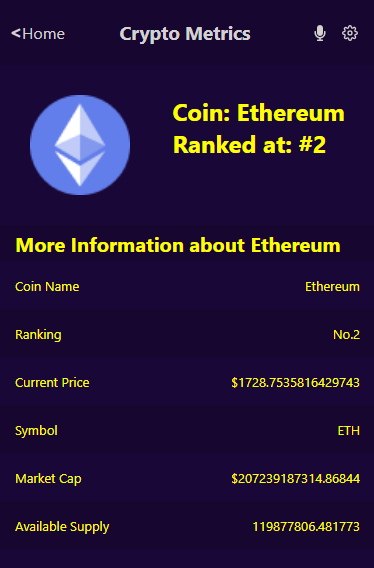 <Home Crypto Metrics
Coin: Ethereum
Ranked at: #2
More Information about Ethereum
Coin Name Ethereum
Ranking No.2
Current Price $1728.7535816429743
Symbol ETH
Market Cap $207239187314.86844
Available Supply 119877806.481773